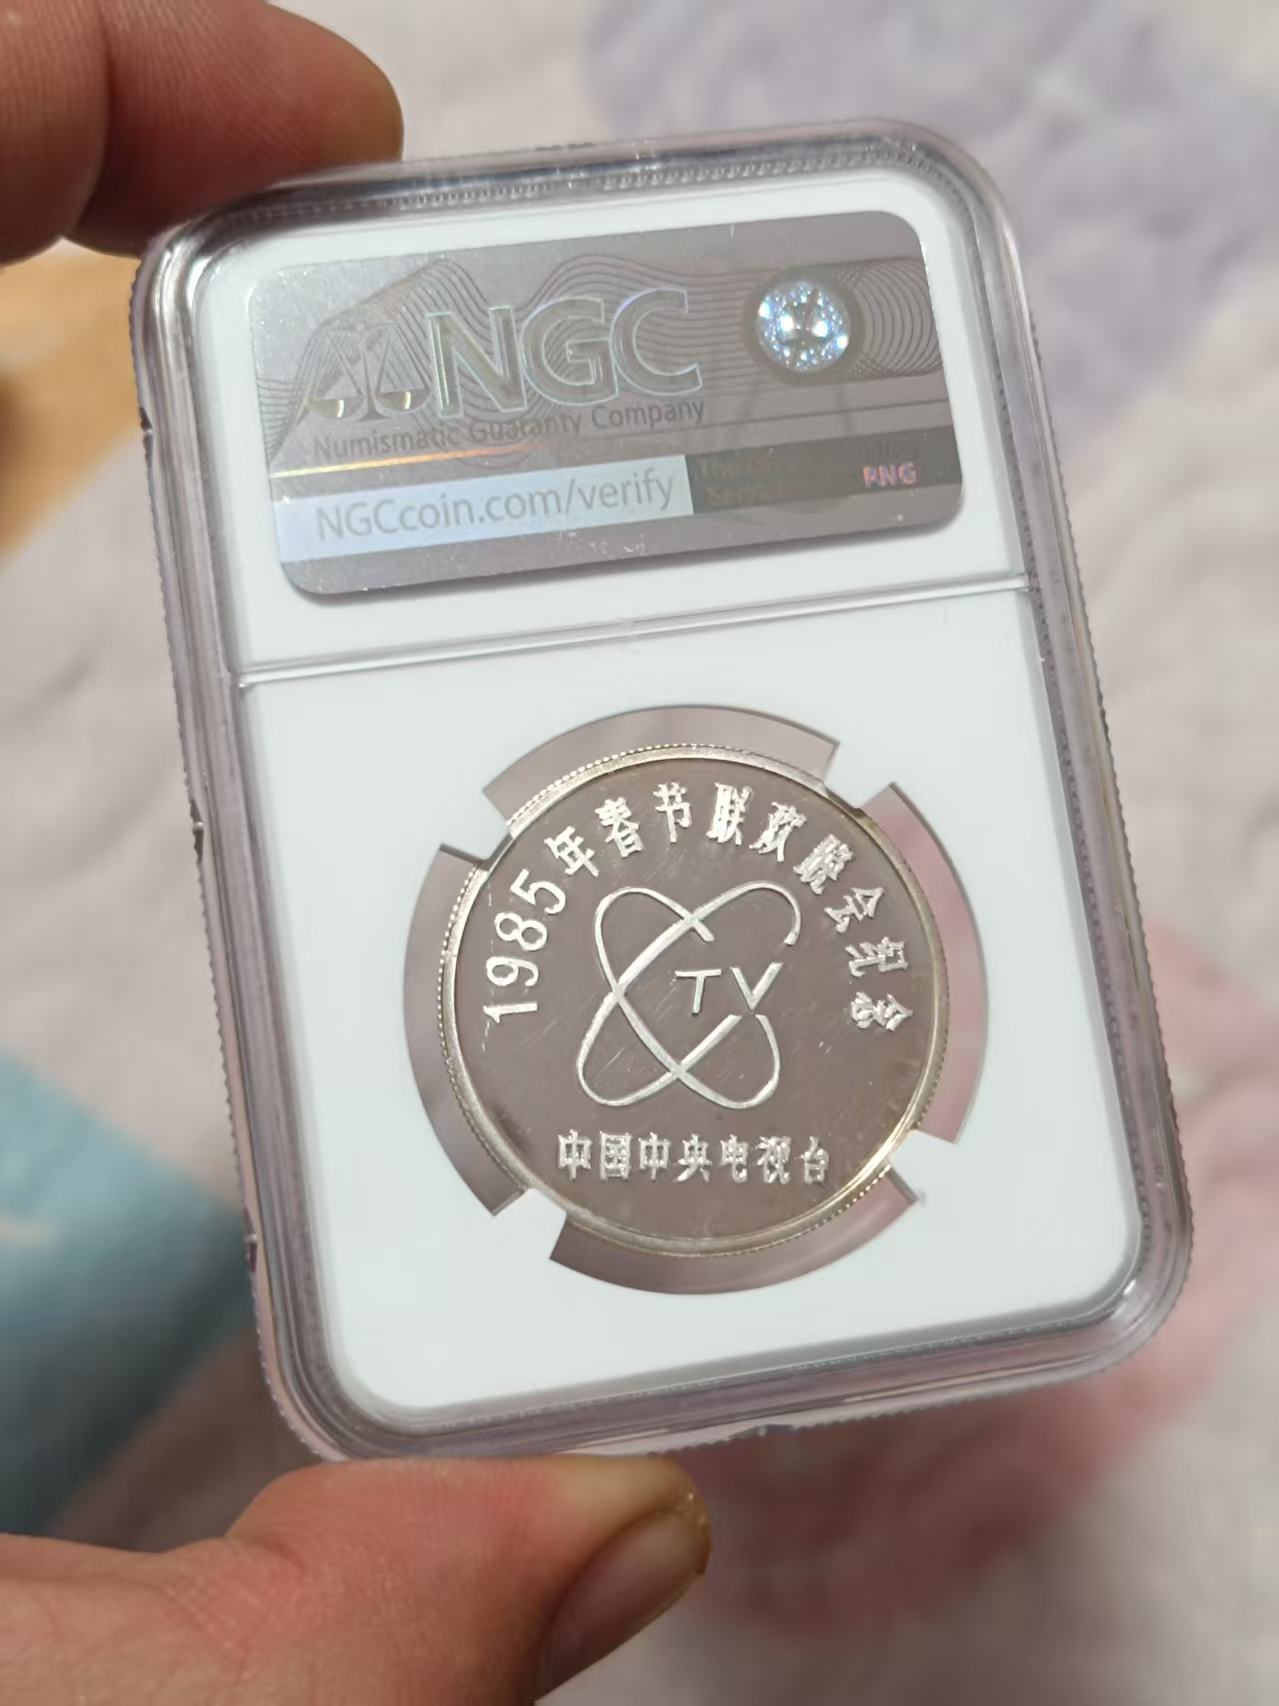 NGC
Numismatic Guaranty Company
NGCcoin.com/verify
PNG
1985年春节联欢晚会纪念
TV
中国中央电视台